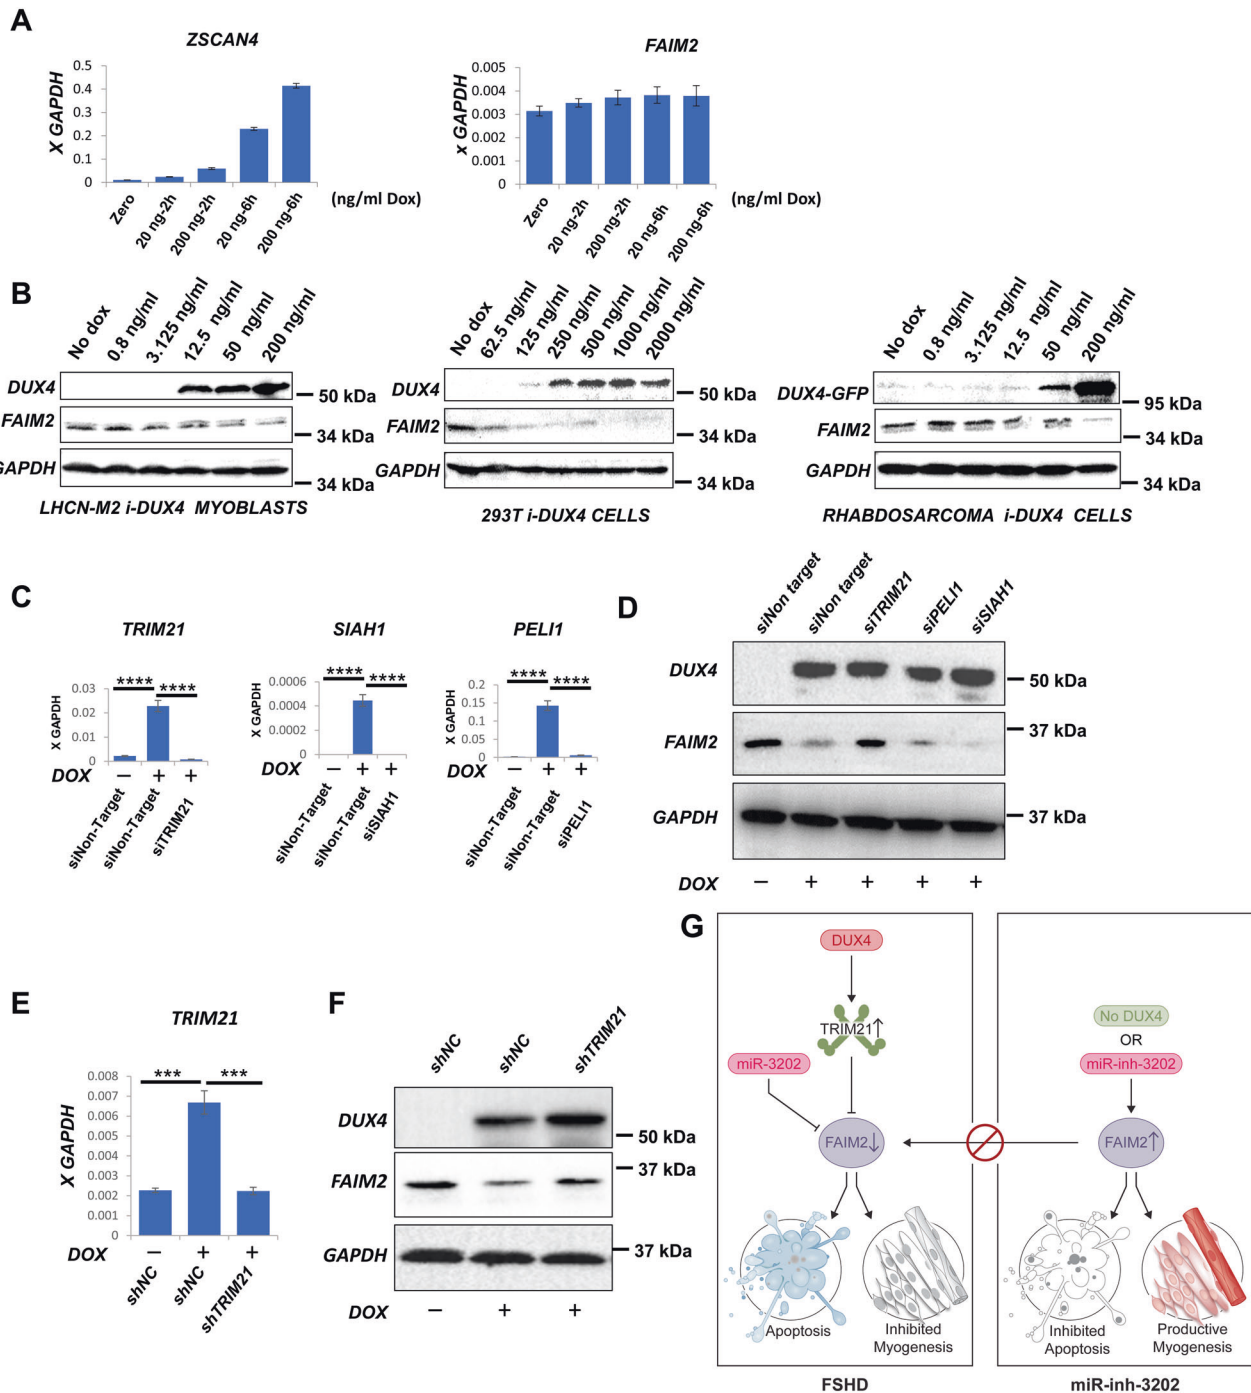 A
ZSCAN4
X GAPDH
0.5
0.4
0.3
0.2
0.1
0
Zero
20 ng-2h
200 ng-2h
20 ng-6h
200 ng-6h
(ng/ml Dox)
FAIM2
x GAPDH
0.005
0.004
0.003
0.002
0.001
0
Zero
20 ng-2h
200 ng-2h
20 ng-6h
200 ng-6h
(ng/ml Dox)
B
No dox
0.8 ng/ml
3.125 ng/ml
12.5 ng/ml
50 ng/ml
200 ng/ml
DUX4
50 kDa
FAIM2
34 kDa
GAPDH
34 kDa
LHCN-M2 i-DUX4 MYOBLASTS
No dox
62.5 ng/ml
125 ng/ml
250 ng/ml
500 ng/ml
1000 ng/ml
2000 ng/ml
DUX4
50 kDa
FAIM2
34 kDa
GAPDH
34 kDa
293T i-DUX4 CELLS
No dox
0.8 ng/ml
3.125 ng/ml
12.5 ng/ml
50 ng/ml
200 ng/ml
DUX4-GFP
95 kDa
FAIM2
34 kDa
GAPDH
34 kDa
RHABDOSARCOMA i-DUX4 CELLS
C
TRIM21
**** ****
X GAPDH
0.03
0.02
0.01
0
DOX − + +
siNon-Target
siNon-Target
siTRIM21
SIAH1
**** ****
X GAPDH
0.0006
0.0004
0.0002
0
DOX − + +
siNon-Target
siNon-Target
siSIAH1
PELI1
**** ****
X GAPDH
0.2
0.15
0.1
0.05
0
DOX − + +
siNon-Target
siNon-Target
siPELI1
D
siNon target
siNon target
siTRIM21
siPELI1
siSIAH1
DUX4
50 kDa
FAIM2
37 kDa
GAPDH
37 kDa
DOX − + + + +
E
TRIM21
*** ***
X GAPDH
0.008
0.007
0.006
0.005
0.004
0.003
0.002
0.001
0
DOX − + +
shNC
shNC
shTRIM21
F
shNC
shNC
shTRIM21
DUX4
50 kDa
FAIM2
37 kDa
GAPDH
37 kDa
DOX − + +
G
DUX4
TRIM21↑
miR-3202
FAIM2↓
Apoptosis
Inhibited
Myogenesis
FSHD
No DUX4
OR
miR-inh-3202
FAIM2↑
Inhibited
Apoptosis
Productive
Myogenesis
miR-inh-3202